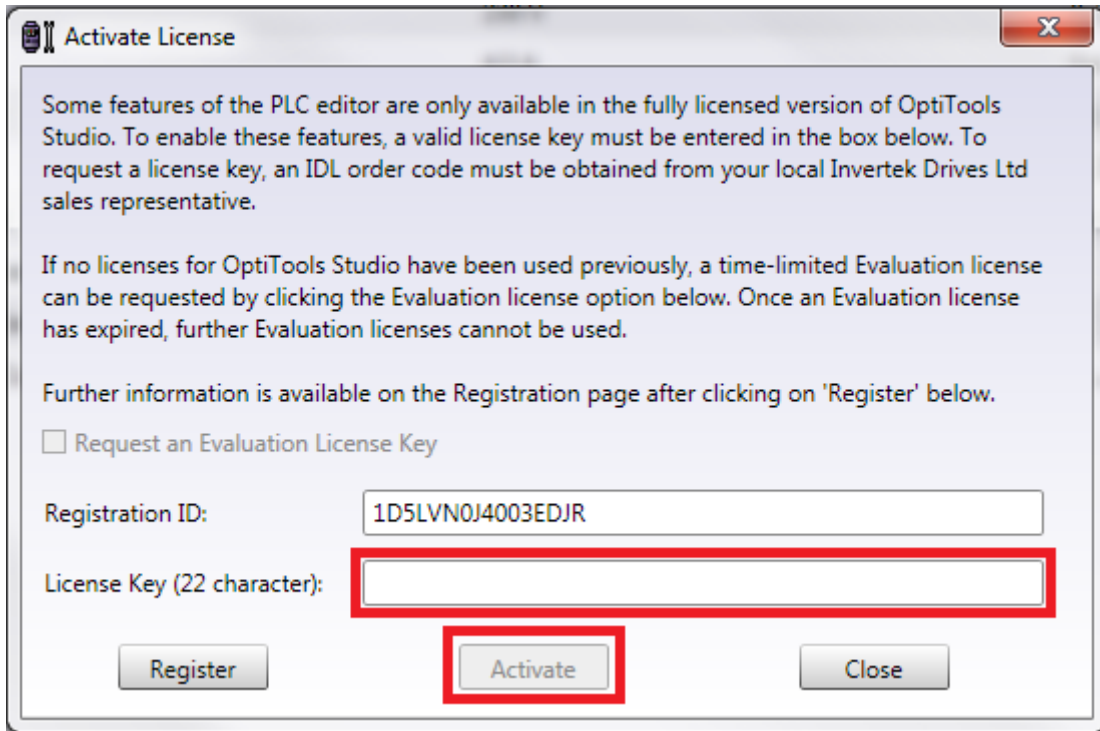 Activate License
Some features of the PLC editor are only available in the fully licensed version of OptiTools
Studio. To enable these features, a valid license key must be entered in the box below. To
request a license key, an IDL order code must be obtained from your local Invertek Drives Ltd
sales representative.
If no licenses for OptiTools Studio have been used previously, a time-limited Evaluation license
can be requested by clicking the Evaluation license option below. Once an Evaluation license
has expired, further Evaluation licenses cannot be used.
Further information is available on the Registration page after clicking on 'Register' below.
Request an Evaluation License Key
Registration ID: 1D5LVN0J4003EDJR
License Key (22 character):
Register Activate Close